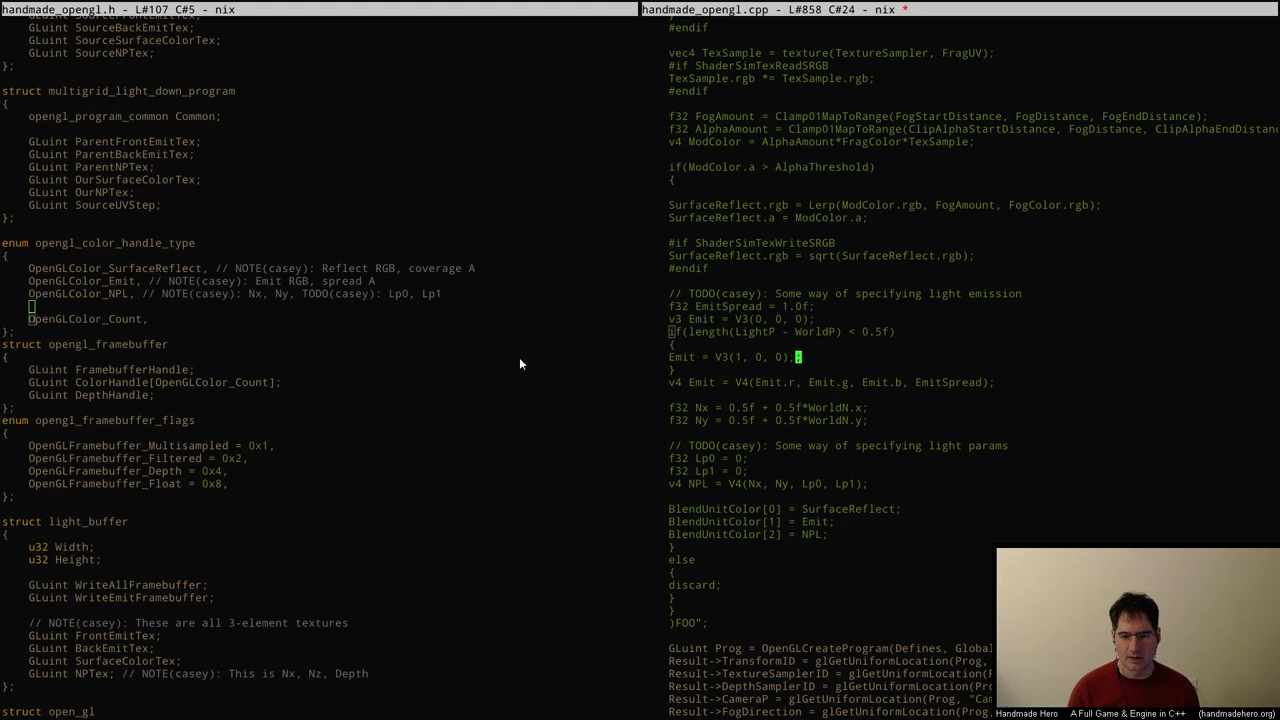 handmade_opengl.h - L#107 C#5 - nix
GLuint SourceBackEmitTex;
GLuint SourceSurfaceColorTex;
GLuint SourceNPTex;
};
struct multigrid_light_down_program
{
opengl_program_common Common;
GLuint ParentFrontEmitTex;
GLuint ParentBackEmitTex;
GLuint ParentNPTex;
GLuint OurSurfaceColorTex;
GLuint OurNPTex;
GLuint SourceUVStep;
};
enum opengl_color_handle_type
{
OpenGLColor_SurfaceReflect, // NOTE(casey): Reflect RGB, coverage A
OpenGLColor_Emit, // NOTE(casey): Emit RGB, spread A
OpenGLColor_NPL, // NOTE(casey): Nx, Ny, TODO(casey): Lp0, Lp1
OpenGLColor_Count,
};
struct opengl_framebuffer
{
GLuint FramebufferHandle;
GLuint ColorHandle[OpenGLColor_Count];
GLuint DepthHandle;
};
enum opengl_framebuffer_flags
{
OpenGLFramebuffer_Multisampled = 0x1,
OpenGLFramebuffer_Filtered = 0x2,
OpenGLFramebuffer_Depth = 0x4,
OpenGLFramebuffer_Float = 0x8,
};
struct light_buffer
{
u32 Width;
u32 Height;
GLuint WriteAllFramebuffer;
GLuint WriteEmitFramebuffer;
// NOTE(casey): These are all 3-element textures
GLuint FrontEmitTex;
GLuint BackEmitTex;
GLuint SurfaceColorTex;
GLuint NPTex; // NOTE(casey): This is Nx, Nz, Depth
};
struct open_gl
handmade_opengl.cpp - L#858 C#24 - nix *
#endif
vec4 TexSample = texture(TextureSampler, FragUV);
#if ShaderSimTexReadSRGB
TexSample.rgb *= TexSample.rgb;
#endif
f32 FogAmount = Clamp01MapToRange(FogStartDistance, FogDistance, FogEndDistance);
f32 AlphaAmount = Clamp01MapToRange(ClipAlphaStartDistance, FogDistance, ClipAlphaEndDistanc
v4 ModColor = AlphaAmount*FragColor*TexSample;
if(ModColor.a > AlphaThreshold)
{
SurfaceReflect.rgb = Lerp(ModColor.rgb, FogAmount, FogColor.rgb);
SurfaceReflect.a = ModColor.a;
#if ShaderSimTexWriteSRGB
SurfaceReflect.rgb = sqrt(SurfaceReflect.rgb);
#endif
// TODO(casey): Some way of specifying light emission
f32 EmitSpread = 1.0f;
v3 Emit = V3(0, 0, 0);
if(length(LightP - WorldP) < 0.5f)
{
Emit = V3(1, 0, 0);;
}
v4 Emit = V4(Emit.r, Emit.g, Emit.b, EmitSpread);
f32 Nx = 0.5f + 0.5f*WorldN.x;
f32 Ny = 0.5f + 0.5f*WorldN.y;
// TODO(casey): Some way of specifying light params
f32 Lp0 = 0;
f32 Lp1 = 0;
v4 NPL = V4(Nx, Ny, Lp0, Lp1);
BlendUnitColor[0] = SurfaceReflect;
BlendUnitColor[1] = Emit;
BlendUnitColor[2] = NPL;
}
else
{
discard;
}
}
)FOO";
GLuint Prog = OpenGLCreateProgram(Defines, Global
Result->TransformID = glGetUniformLocation(Prog,
Result->TextureSamplerID = glGetUniformLocation(
Result->DepthSamplerID = glGetUniformLocation(Pro
Result->CameraP = glGetUniformLocation(Prog, "Cam
Result->FogDirection = glGetUniformLocation(Prog,
Handmade Hero A Full Game & Engine in C++ (handmadehero.org)